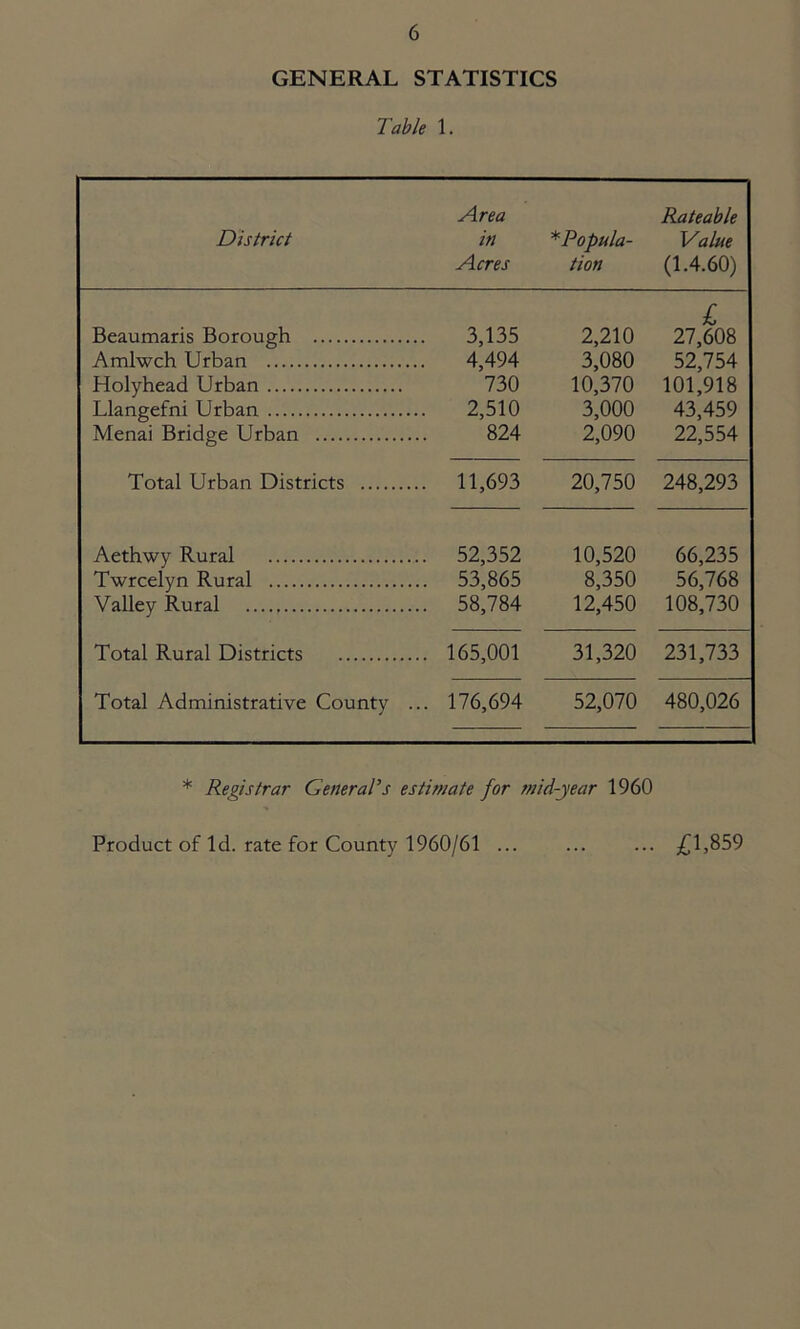 6
GENERAL STATISTICS
Table 1.
District Area in Acres *Popula- tion Rateable Value (1.4.60)
£
Beaumaris Borough ................ 3,135 2,210 27,608
Amlwch Urban ...................... 4,494 3,080 52,754
Holyhead Urban ................... 730 10,370 101,918
Llangefni Urban ...................... 2,510 3,000 43,459
Menai Bridge Urban ................ 824 2,090 22,554
Total Urban Districts ......... 11,693 20,750 248,293
Aethwy Rural ...................... 52,352 10,520 66,235
Twrcelyn Rural ...................... 53,865 8,350 56,768
Valley Rural ......................... 58,784 12,450 108,730
Total Rural Districts ............ 165,001 31,320 231,733
Total Administrative County ... 176,694 52,070 480,026
* Registrar General's estimate for mid-year 1960
Product of 1d. rate for County 1960/61 ... ... ... £1,859